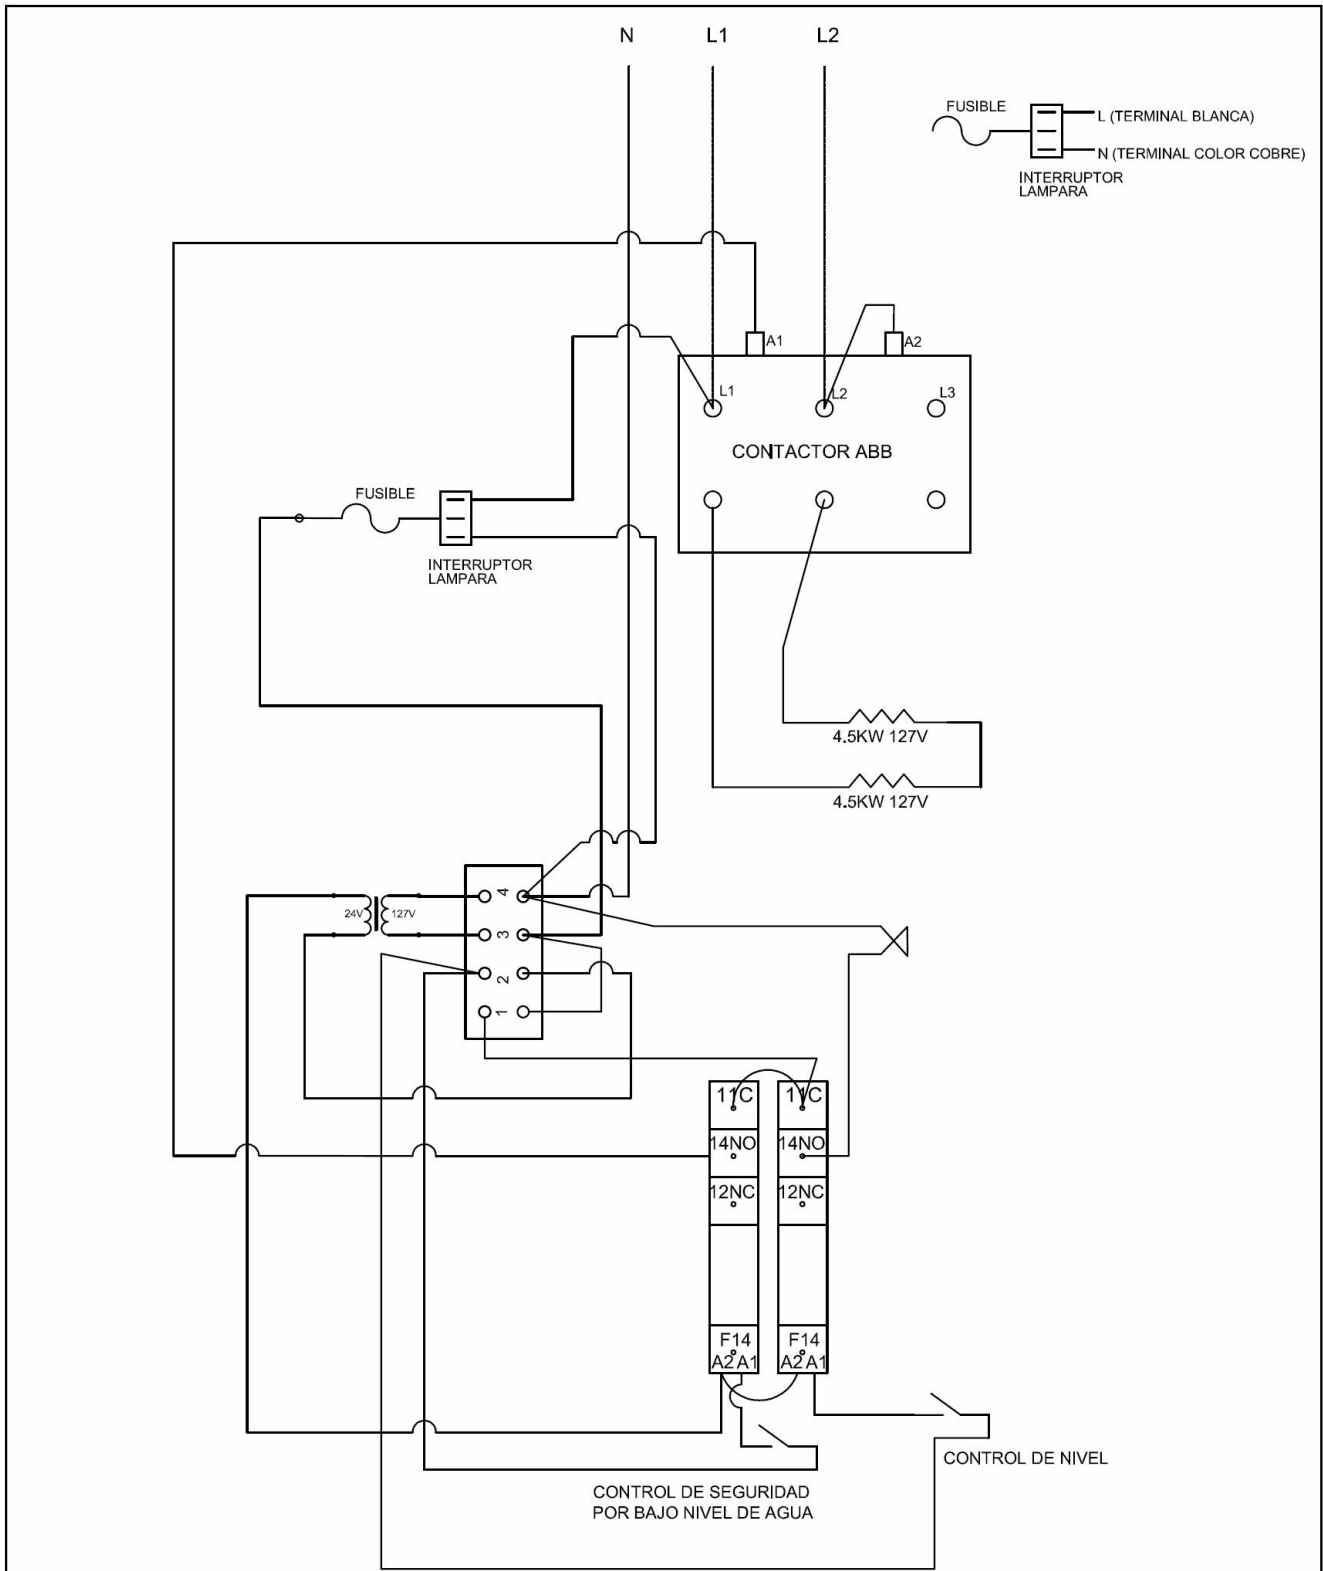 N
L1
L2
FUSIBLE
L (TERMINAL BLANCA)
N (TERMINAL COLOR COBRE)
INTERRUPTOR
LAMPARA
A1
A2
L1
L2
L3
CONTACTOR ABB
FUSIBLE
INTERRUPTOR
LAMPARA
4.5KW 127V
4.5KW 127V
24V
127V
4
3
2
1
11C
11C
14NO
14NO
12NC
12NC
F14
F14
A2 A1
A2 A1
CONTROL DE NIVEL
CONTROL DE SEGURIDAD
POR BAJO NIVEL DE AGUA